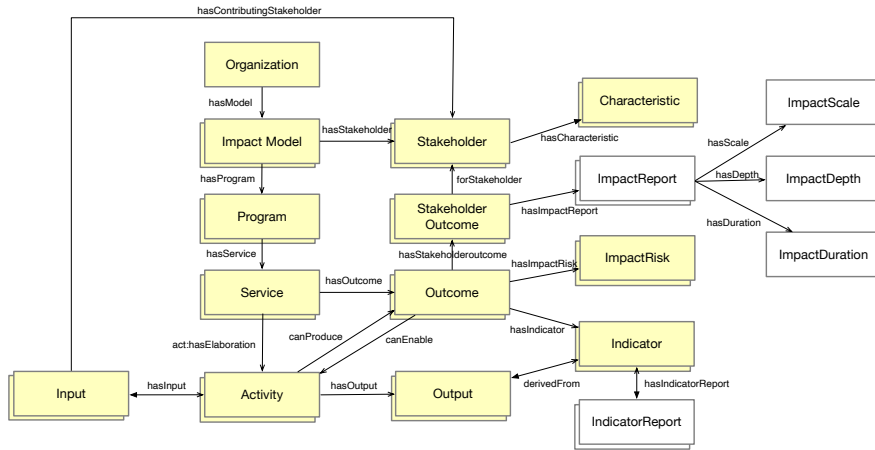 hasContributingStakeholder
Organization
Characteristic
ImpactScale
hasModel
Impact Model
hasStakeholder
Stakeholder
hasCharacteristic
hasScale
hasProgram
forStakeholder
ImpactReport
hasDepth
ImpactDepth
Program
Stakeholder
Outcome
hasImpactReport
hasDuration
hasService
hasStakeholderoutcome
hasImpactRisk
ImpactRisk
ImpactDuration
Service
hasOutcome
Outcome
act:hasElaboration
canProduce
canEnable
hasIndicator
Indicator
Input
hasInput
Activity
hasOutput
Output
derivedFrom
hasIndicatorReport
IndicatorReport